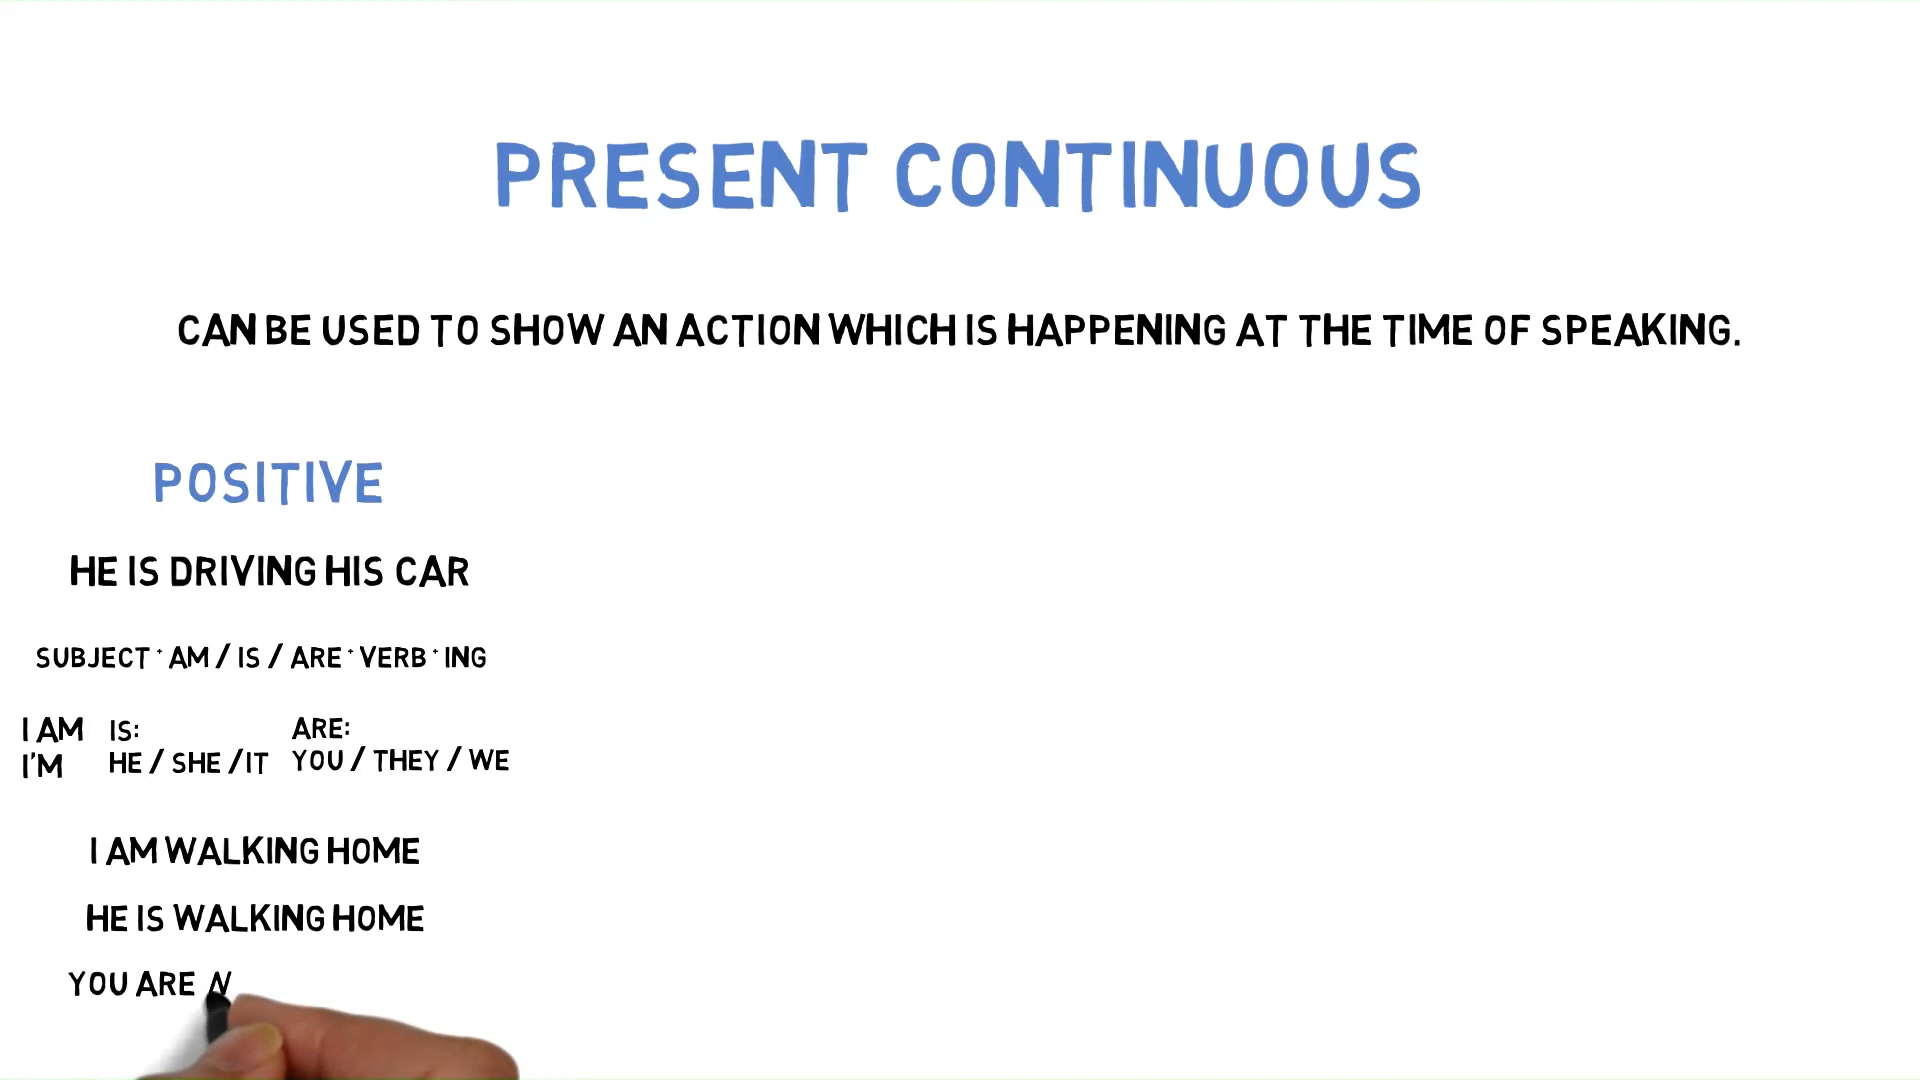 PRESENT CONTINUOUS
CAN BE USED TO SHOW AN ACTION WHICH IS HAPPENING AT THE TIME OF SPEAKING.
POSITIVE
HE IS DRIVING HIS CAR
SUBJECT + AM / IS / ARE + VERB + ING
I AM
I'M
IS:
HE / SHE / IT
ARE:
YOU / THEY / WE
I AM WALKING HOME
HE IS WALKING HOME
YOU ARE